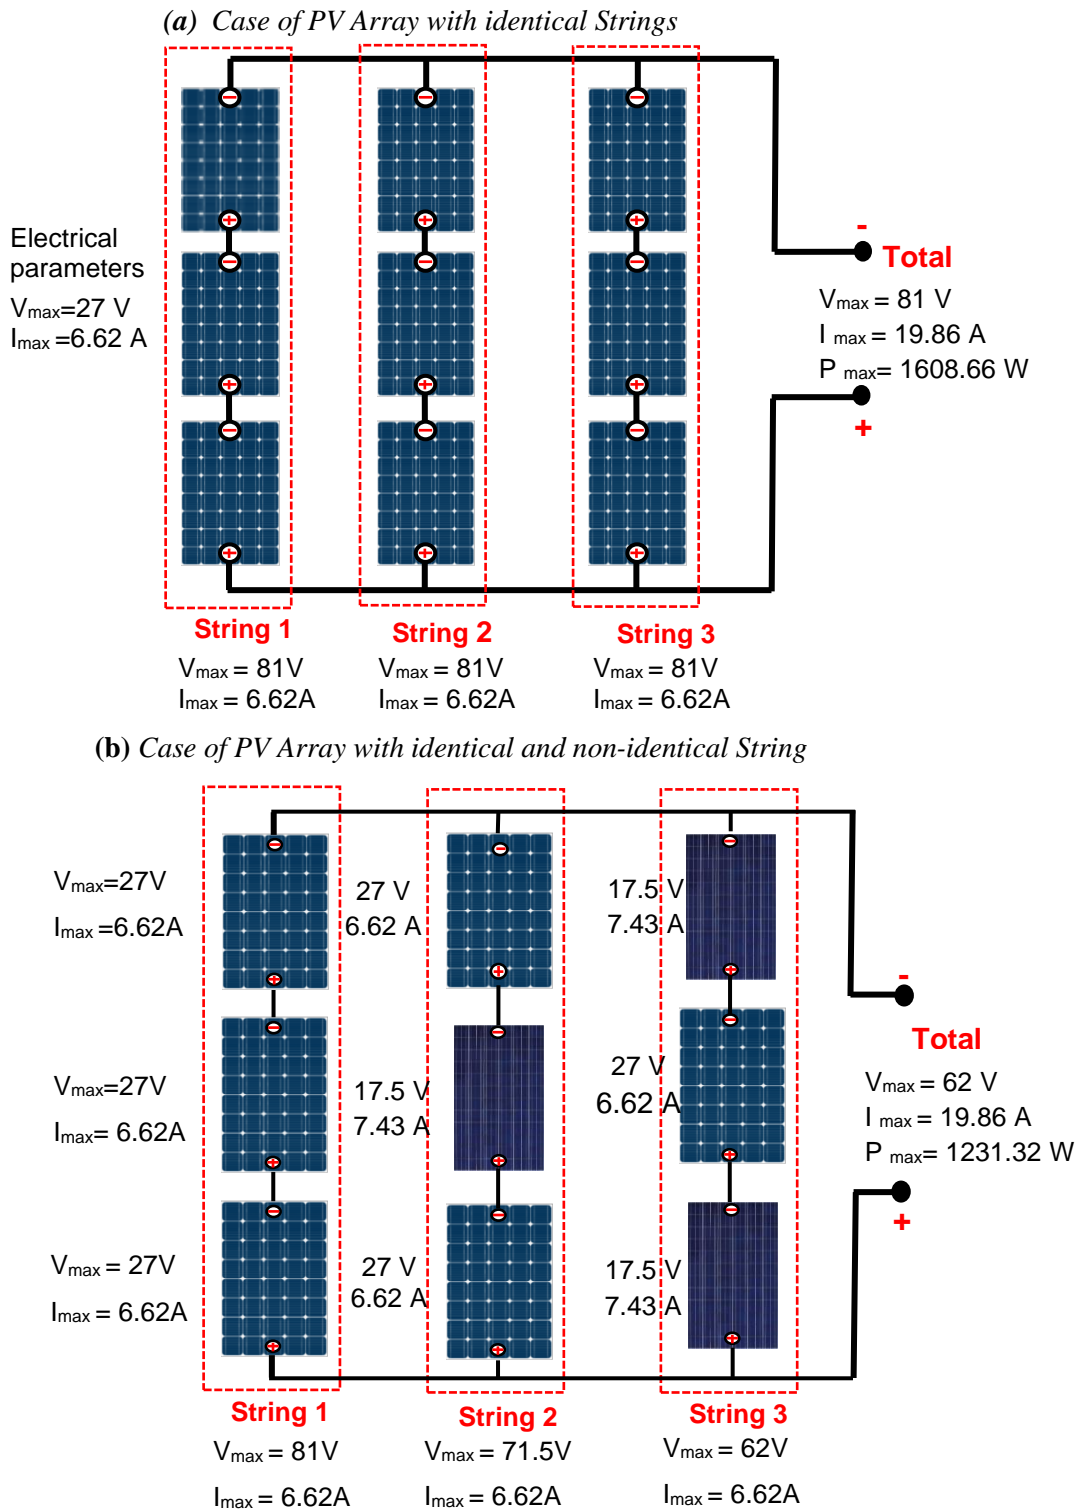 (a) Case of PV Array with identical Strings
Electrical
parameters
Vmax=27 V
Imax =6.62 A
-
Total
Vmax = 81 V
I max = 19.86 A
P max= 1608.66 W
+
String 1
Vmax = 81V
Imax = 6.62A
String 2
Vmax = 81V
Imax = 6.62A
String 3
Vmax = 81V
Imax = 6.62A
(b) Case of PV Array with identical and non-identical String
Vmax=27V
Imax =6.62A
Vmax=27V
Imax= 6.62A
Vmax = 27V
Imax = 6.62A
27 V
6.62 A
17.5 V
7.43 A
27 V
6.62 A
17.5 V
7.43 A
27 V
6.62 A
17.5 V
7.43 A
-
Total
Vmax = 62 V
I max = 19.86 A
P max= 1231.32 W
+
String 1
Vmax = 81V
Imax = 6.62A
String 2
Vmax = 71.5V
Imax = 6.62A
String 3
Vmax = 62V
Imax = 6.62A